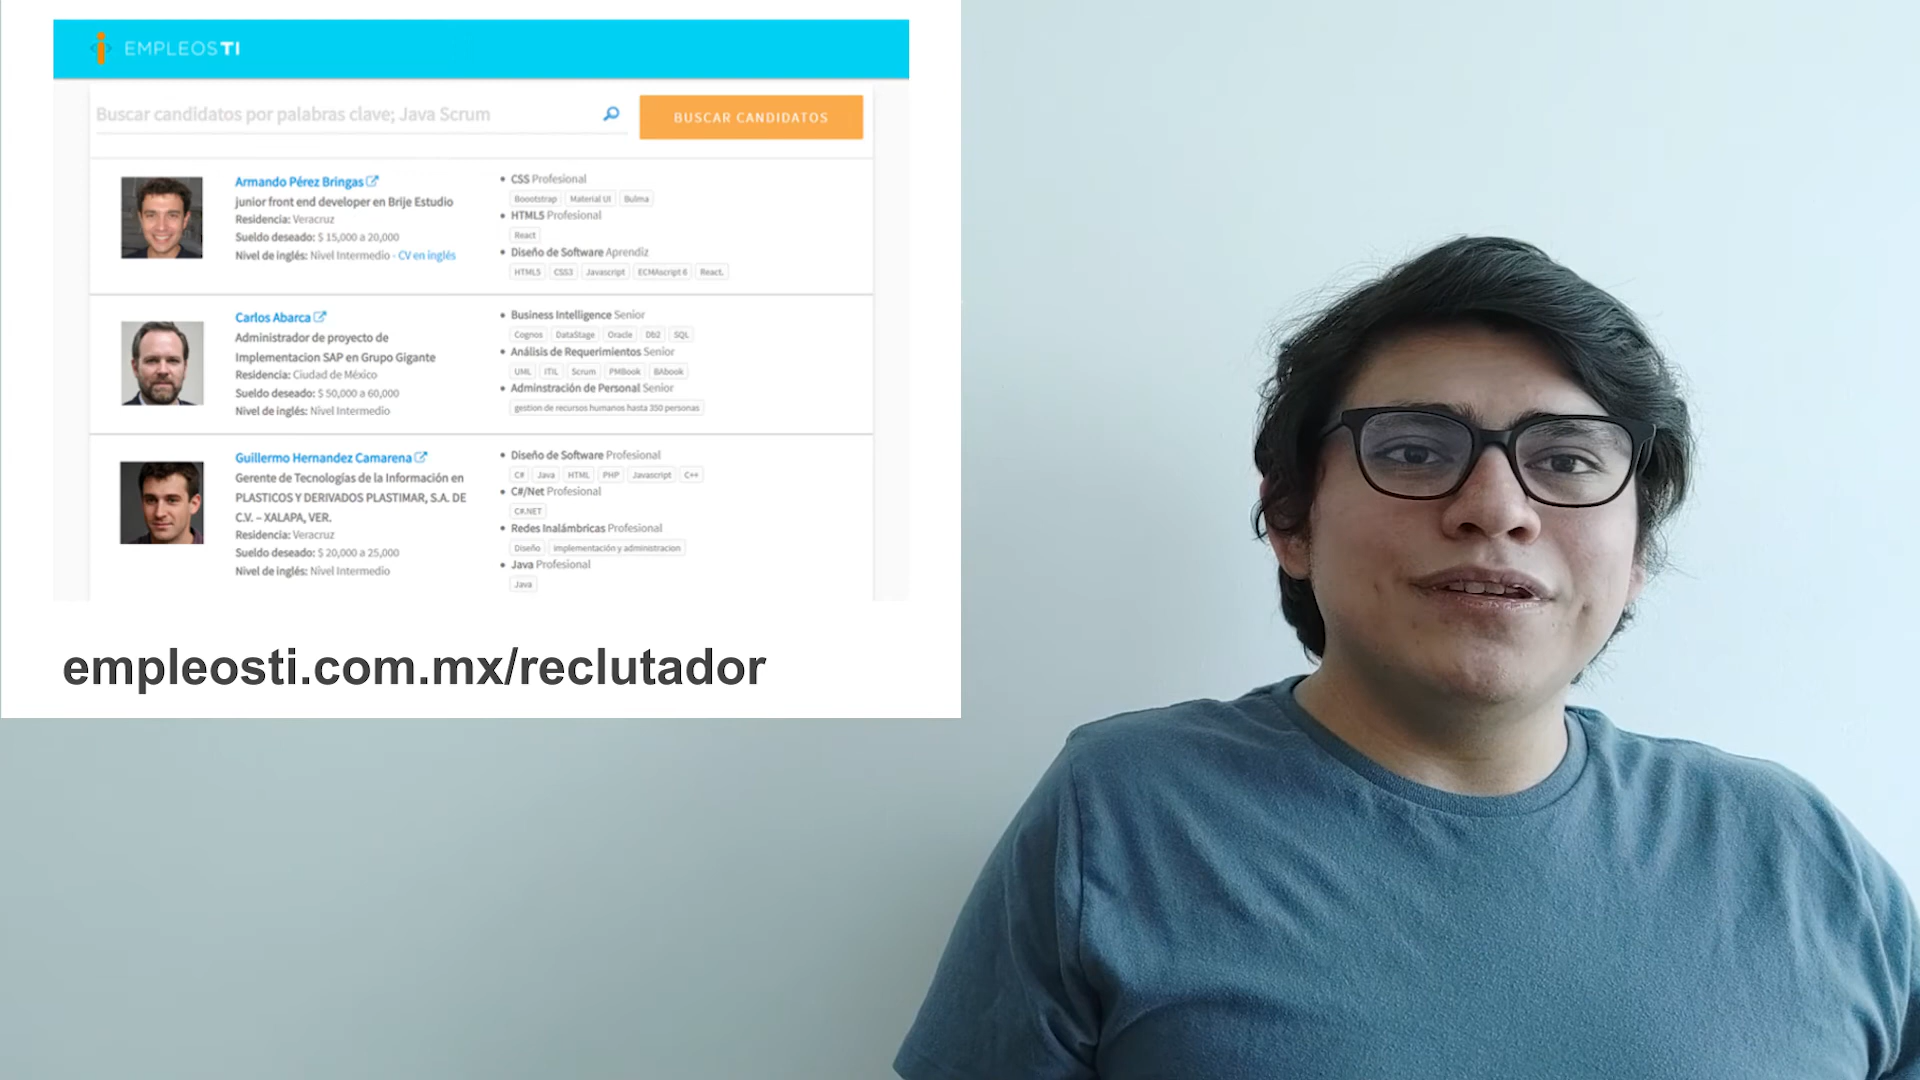 EMPLEOSTI
Buscar candidatos por palabras clave; Java Scrum
BUSCAR CANDIDATOS
Armando Pérez Bringas
junior front end developer en Brije Estudio
Residencia: Veracruz
Sueldo deseado: $ 15,000 a 20,000
Nivel de inglés: Nivel Intermedio - CV en inglés
CSS Profesional
Boootstrap Material UI Bulma
HTML5 Profesional
React
Diseño de Software Aprendiz
HTML5 CSS3 Javascript ECMAscript 6 React.
Carlos Abarca
Administrador de proyecto de
Implementacion SAP en Grupo Gigante
Residencia: Ciudad de México
Sueldo deseado: $ 50,000 a 60,000
Nivel de inglés: Nivel Intermedio
Business Intelligence Senior
Cognos DataStage Oracle Db2 SQL
Análisis de Requerimientos Senior
UML ITIL Scrum PMBook BAbook
Adminstración de Personal Senior
gestion de recursos humanos hasta 350 personas
Guillermo Hernandez Camarena
Gerente de Tecnologías de la Información en
PLASTICOS Y DERIVADOS PLASTIMAR, S.A. DE
C.V. – XALAPA, VER.
Residencia: Veracruz
Sueldo deseado: $ 20,000 a 25,000
Nivel de inglés: Nivel Intermedio
Diseño de Software Profesional
C# Java HTML PHP Javascript C++
C#/Net Profesional
C#.NET
Redes Inalámbricas Profesional
Diseño implementación y administracion
Java Profesional
Java
empleosti.com.mx/reclutador